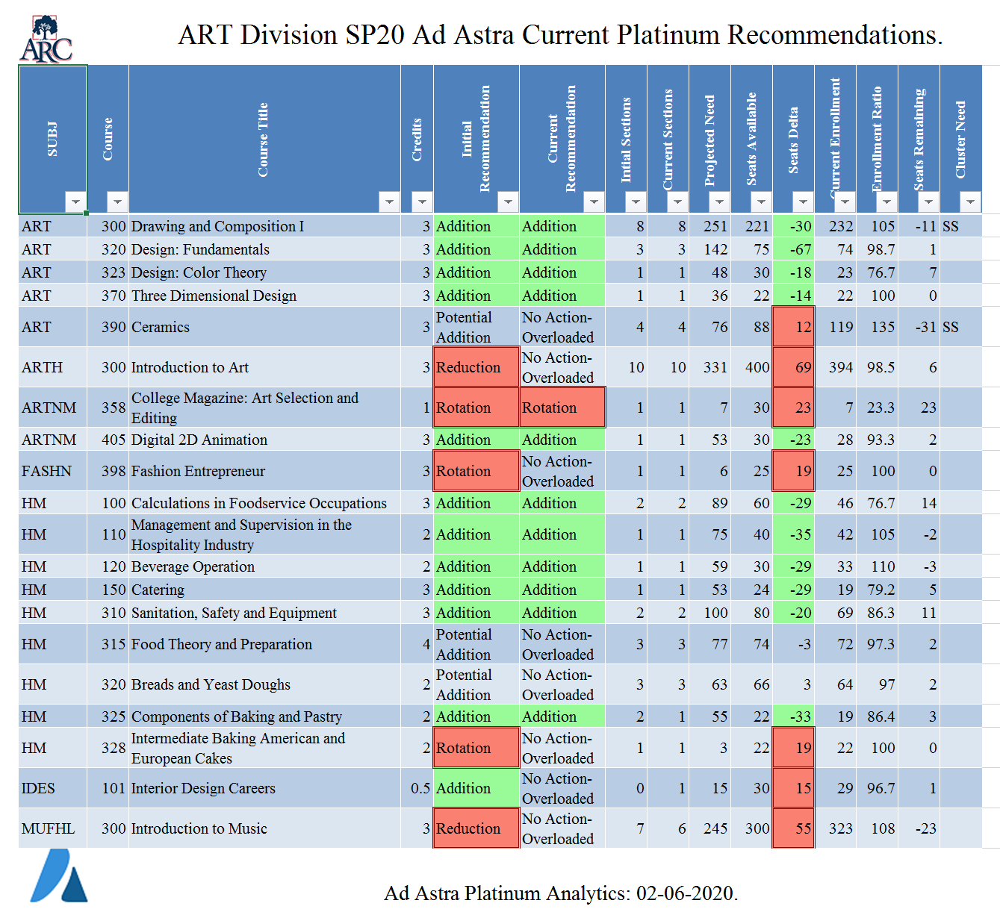 ARC
ART Division SP20 Ad Astra Current Platinum Recommendations.
SUBJ Course Course Title Credits Initial Recommendation Current Recommendation Intial Sections Current Sections Projected Need Seats Available Seats Delta Current Enrollment Enrollment Ratio Seats Remaining Cluster Need
ART 300 Drawing and Composition I 3 Addition Addition 8 8 251 221 -30 232 105 -11 SS
ART 320 Design: Fundamentals 3 Addition Addition 3 3 142 75 -67 74 98.7 1
ART 323 Design: Color Theory 3 Addition Addition 1 1 48 30 -18 23 76.7 7
ART 370 Three Dimensional Design 3 Addition Addition 1 1 36 22 -14 22 100 0
ART 390 Ceramics 3 Potential Addition No Action-Overloaded 4 4 76 88 12 119 135 -31 SS
ARTH 300 Introduction to Art 3 Reduction No Action-Overloaded 10 10 331 400 69 394 98.5 6
ARTNM 358 College Magazine: Art Selection and Editing 1 Rotation Rotation 1 1 7 30 23 7 23.3 23
ARTNM 405 Digital 2D Animation 3 Addition Addition 1 1 53 30 -23 28 93.3 2
FASHN 398 Fashion Entrepreneur 3 Rotation No Action-Overloaded 1 1 6 25 19 25 100 0
HM 100 Calculations in Foodservice Occupations 3 Addition Addition 2 2 89 60 -29 46 76.7 14
HM 110 Management and Supervision in the Hospitality Industry 2 Addition Addition 1 1 75 40 -35 42 105 -2
HM 120 Beverage Operation 2 Addition Addition 1 1 59 30 -29 33 110 -3
HM 150 Catering 3 Addition Addition 1 1 53 24 -29 19 79.2 5
HM 310 Sanitation, Safety and Equipment 3 Addition Addition 2 2 100 80 -20 69 86.3 11
HM 315 Food Theory and Preparation 4 Potential Addition No Action-Overloaded 3 3 77 74 -3 72 97.3 2
HM 320 Breads and Yeast Doughs 2 Potential Addition No Action-Overloaded 3 3 63 66 3 64 97 2
HM 325 Components of Baking and Pastry 2 Addition Addition 2 1 55 22 -33 19 86.4 3
HM 328 Intermediate Baking American and European Cakes 2 Rotation No Action-Overloaded 1 1 3 22 19 22 100 0
IDES 101 Interior Design Careers 0.5 Addition No Action-Overloaded 0 1 15 30 15 29 96.7 1
MUFHL 300 Introduction to Music 3 Reduction No Action-Overloaded 7 6 245 300 55 323 108 -23
Ad Astra Platinum Analytics: 02-06-2020.